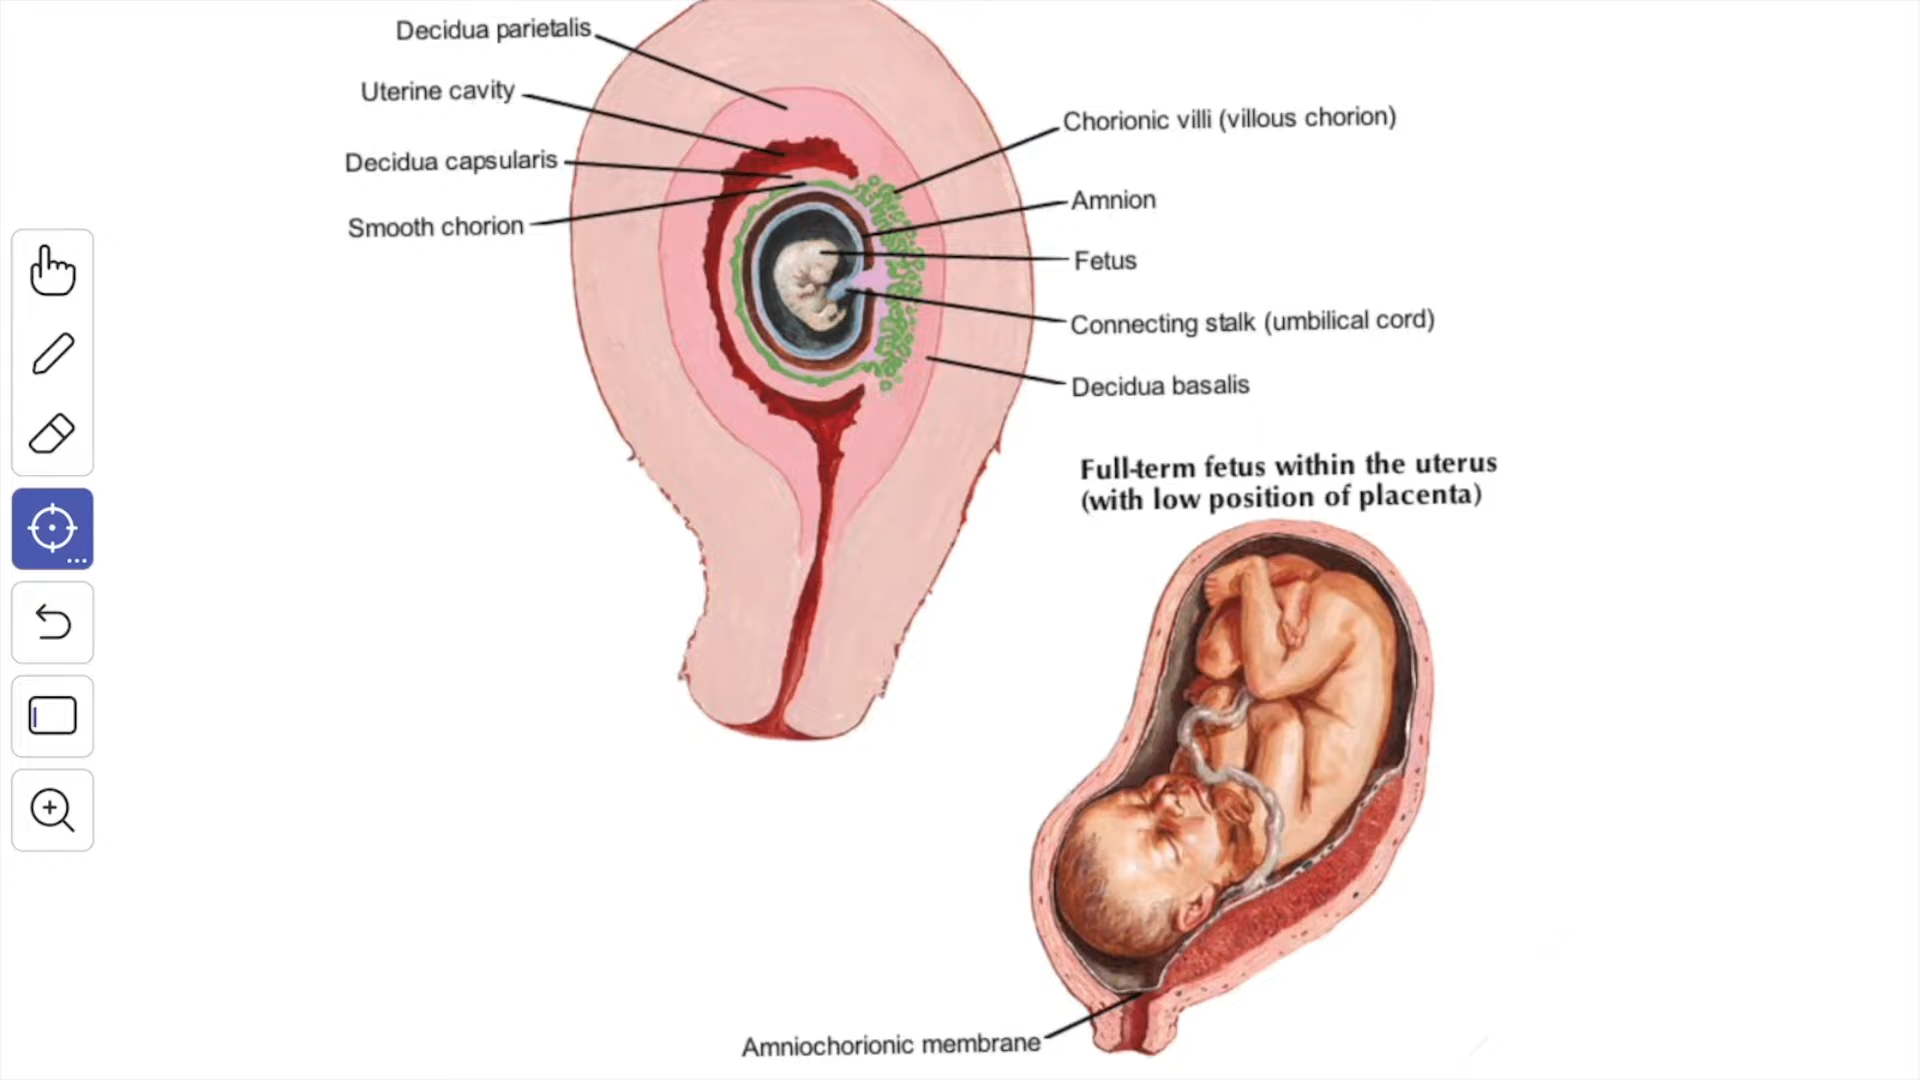 Decidua parietalis
Uterine cavity
Decidua capsularis
Smooth chorion
Chorionic villi (villous chorion)
Amnion
Fetus
Connecting stalk (umbilical cord)
Decidua basalis
Full-term fetus within the uterus
(with low position of placenta)
Amniochorionic membrane